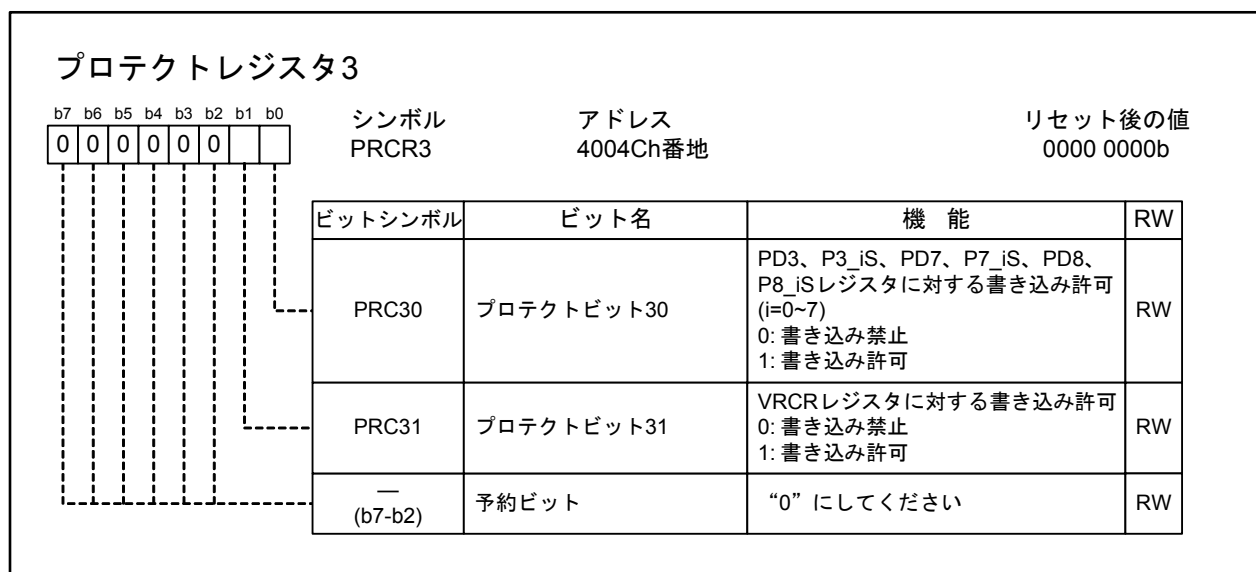 プロテクトレジスタ3
b7 b6 b5 b4 b3 b2 b1 b0
0 0 0 0 0 0
シンボル アドレス リセット後の値
PRCR3 4004Ch番地 0000 0000b
ビットシンボル ビット名 機 能 RW
PRC30 プロテクトビット30
PD3、P3_iS、PD7、P7_iS、PD8、
P8_iSレジスタに対する書き込み許可
(i=0~7)
0: 書き込み禁止
1: 書き込み許可
RW
PRC31 プロテクトビット31
VRCRレジスタに対する書き込み許可
0: 書き込み禁止
1: 書き込み許可
RW
—
(b7-b2)
予約ビット “0”にしてください RW